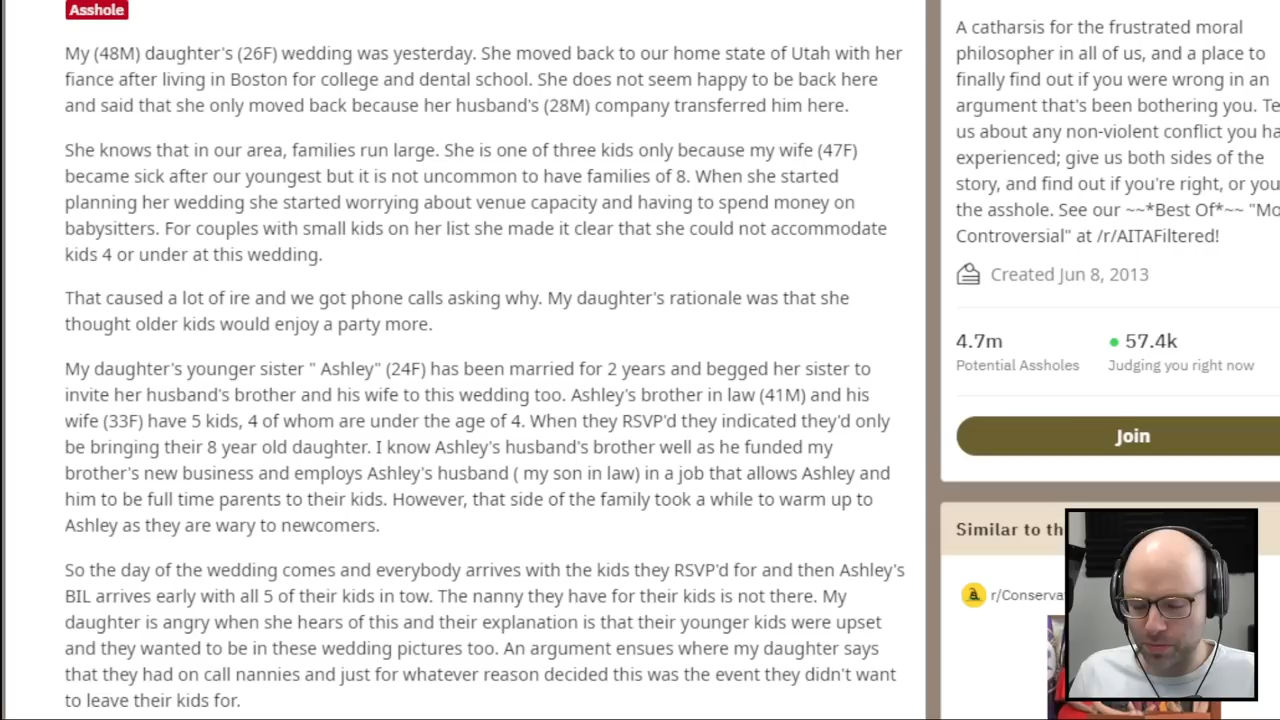 Asshole
My (48M) daughter's (26F) wedding was yesterday. She moved back to our home state of Utah with her
fiance after living in Boston for college and dental school. She does not seem happy to be back here
and said that she only moved back because her husband's (28M) company transferred him here.
She knows that in our area, families run large. She is one of three kids only because my wife (47F)
became sick after our youngest but it is not uncommon to have families of 8. When she started
planning her wedding she started worrying about venue capacity and having to spend money on
babysitters. For couples with small kids on her list she made it clear that she could not accommodate
kids 4 or under at this wedding.
That caused a lot of ire and we got phone calls asking why. My daughter's rationale was that she
thought older kids would enjoy a party more.
My daughter's younger sister " Ashley" (24F) has been married for 2 years and begged her sister to
invite her husband's brother and his wife to this wedding too. Ashley's brother in law (41M) and his
wife (33F) have 5 kids, 4 of whom are under the age of 4. When they RSVP'd they indicated they'd only
be bringing their 8 year old daughter. I know Ashley's husband's brother well as he funded my
brother's new business and employs Ashley's husband ( my son in law) in a job that allows Ashley and
him to be full time parents to their kids. However, that side of the family took a while to warm up to
Ashley as they are wary to newcomers.
So the day of the wedding comes and everybody arrives with the kids they RSVP'd for and then Ashley's
BIL arrives early with all 5 of their kids in tow. The nanny they have for their kids is not there. My
daughter is angry when she hears of this and their explanation is that their younger kids were upset
and they wanted to be in these wedding pictures too. An argument ensues where my daughter says
that they had on call nannies and just for whatever reason decided this was the event they didn't want
to leave their kids for.
A catharsis for the frustrated moral
philosopher in all of us, and a place to
finally find out if you were wrong in an
argument that's been bothering you. Te
us about any non-violent conflict you ha
experienced; give us both sides of the
story, and find out if you're right, or you
the asshole. See our ~~*Best Of*~~ "Mo
Controversial" at /r/AITAFiltered!
Created Jun 8, 2013
4.7m
57.4k
Potential Assholes
Judging you right now
Join
Similar to th
r/Conserva